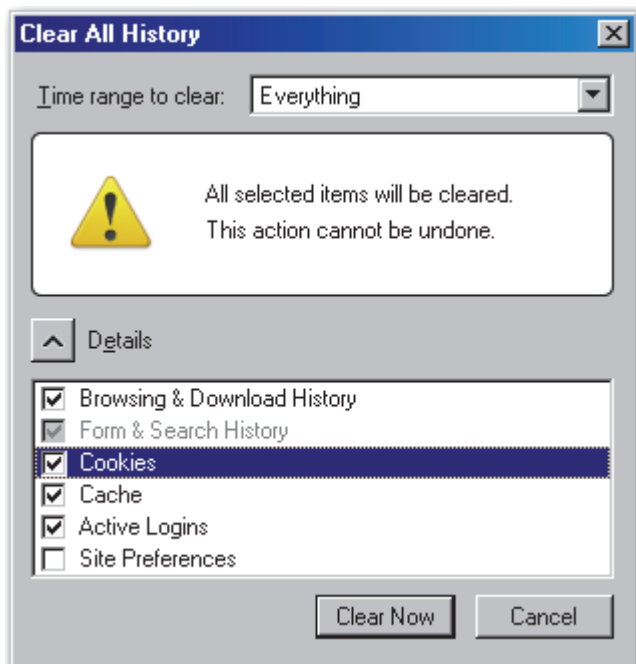 Clear All History
Time range to clear: Everything
All selected items will be cleared.
This action cannot be undone.
Details
Browsing & Download History
Form & Search History
Cookies
Cache
Active Logins
Site Preferences
Clear Now Cancel